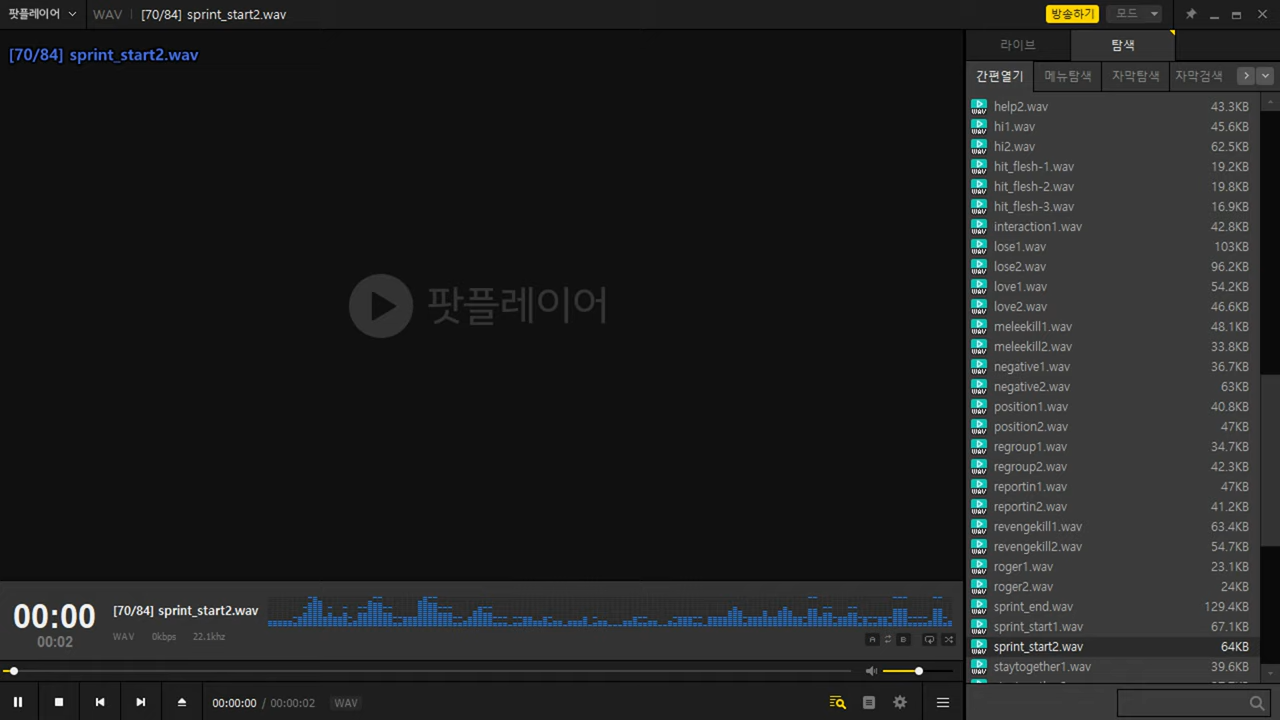 팟플레이어 WAV [70/84] sprint_start2.wav 방송하기 모드
[70/84] sprint_start2.wav
라이브 탐색
간편열기 메뉴탐색 자막탐색 자막검색
help2.wav 43.3KB
hi1.wav 45.6KB
hi2.wav 62.5KB
hit_flesh-1.wav 19.2KB
hit_flesh-2.wav 19.8KB
hit_flesh-3.wav 16.9KB
interaction1.wav 42.8KB
lose1.wav 103KB
lose2.wav 96.2KB
love1.wav 54.2KB
love2.wav 46.6KB
meleekill1.wav 48.1KB
meleekill2.wav 33.8KB
negative1.wav 36.7KB
negative2.wav 63KB
position1.wav 40.8KB
position2.wav 47KB
regroup1.wav 34.7KB
regroup2.wav 42.3KB
reportin1.wav 47KB
reportin2.wav 41.2KB
revengekill1.wav 63.4KB
revengekill2.wav 54.7KB
roger1.wav 23.1KB
roger2.wav 24KB
sprint_end.wav 129.4KB
sprint_start1.wav 67.1KB
sprint_start2.wav 64KB
staytogether1.wav 39.6KB
팟플레이어
00:00 [70/84] sprint_start2.wav
00:02 WAV 0kbps 22.1khz
A B
00:00:00 / 00:00:02 WAV